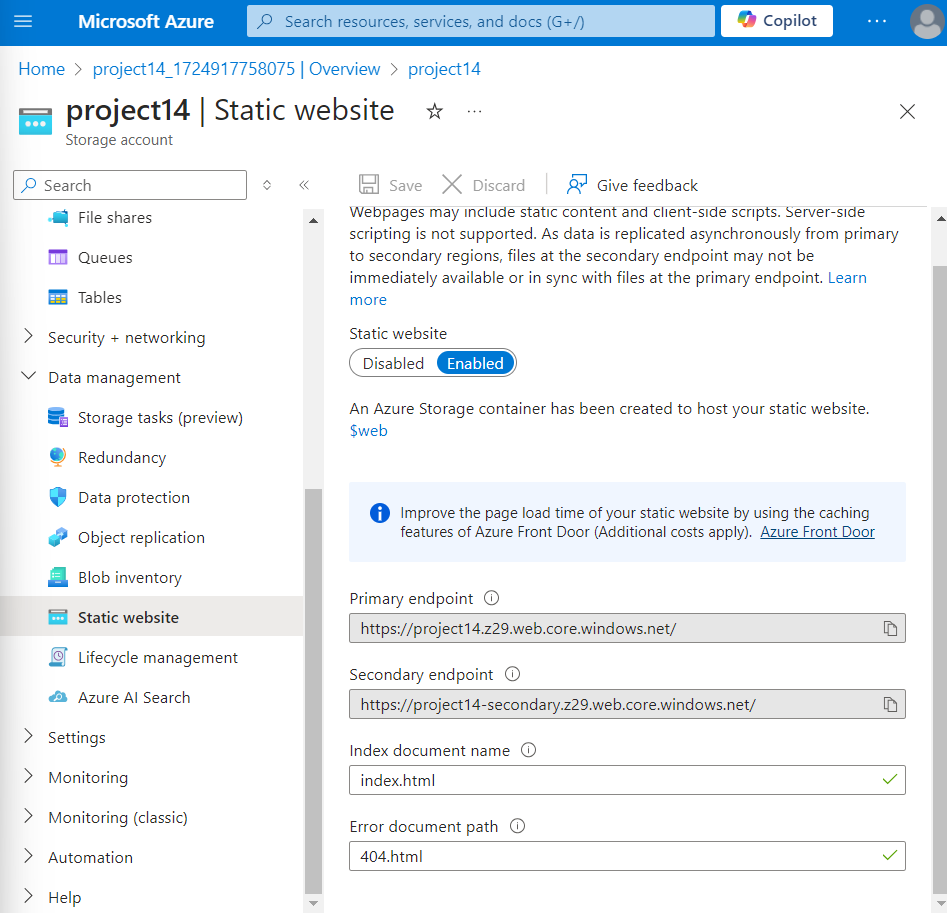 Microsoft Azure
Search resources, services, and docs (G+/)
Copilot
Home > project14_1724917758075 | Overview > project14
project14 | Static website
Storage account
Search
Save
Discard
Give feedback
File shares
Queues
Tables
Security + networking
Data management
Storage tasks (preview)
Redundancy
Data protection
Object replication
Blob inventory
Static website
Lifecycle management
Azure AI Search
Settings
Monitoring
Monitoring (classic)
Automation
Help
Webpages may include static content and client-side scripts. Server-side
scripting is not supported. As data is replicated asynchronously from primary
to secondary regions, files at the secondary endpoint may not be
immediately available or in sync with files at the primary endpoint. Learn
more
Static website
Disabled Enabled
An Azure Storage container has been created to host your static website.
$web
Improve the page load time of your static website by using the caching
features of Azure Front Door (Additional costs apply). Azure Front Door
Primary endpoint
https://project14.z29.web.core.windows.net/
Secondary endpoint
https://project14-secondary.z29.web.core.windows.net/
Index document name
index.html
Error document path
404.html